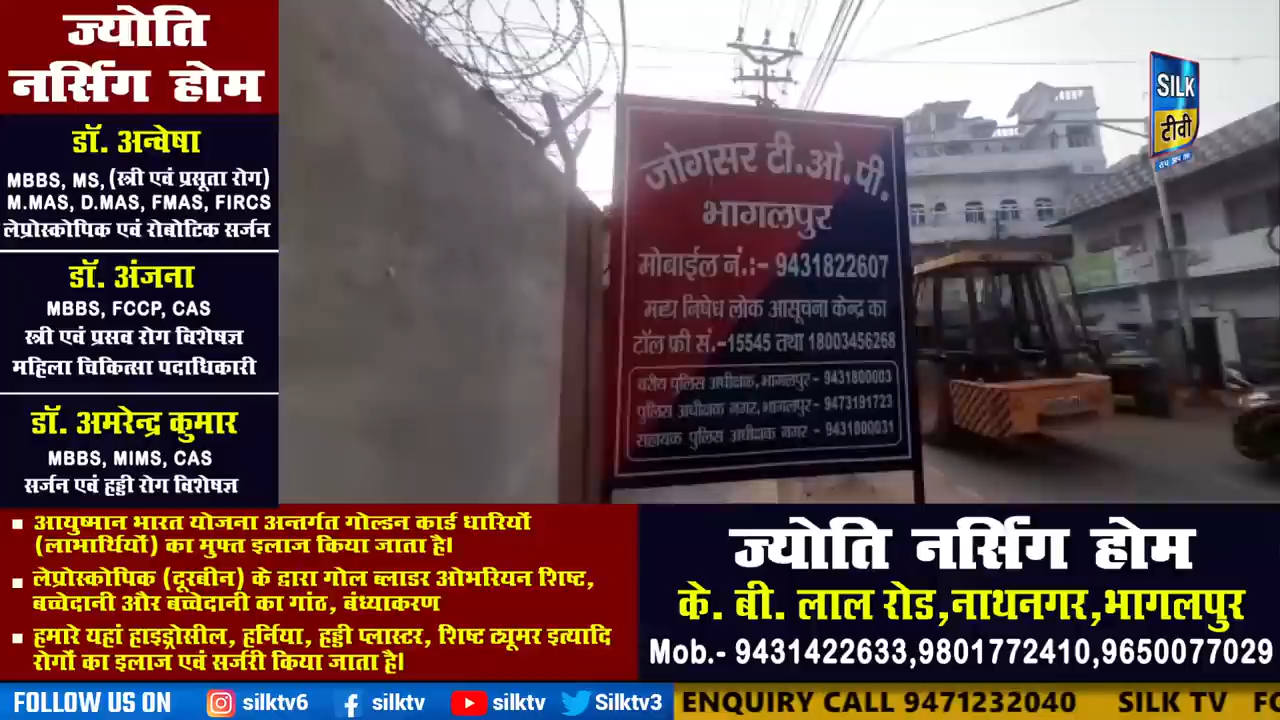 ज्योति
नर्सिग होम
डॉ. अन्वेषा
MBBS, MS, (स्त्री एवं प्रसूता रोग)
M.MAS, D.MAS, FMAS, FIRCS
लेप्रोस्कोपिक एवं रोबोटिक सर्जन
डॉ. अंजना
MBBS, FCCP, CAS
स्त्री एवं प्रसव रोग विशेषज्ञ
महिला चिकित्सा पदाधिकारी
डॉ. अमरेन्द्र कुमार
MBBS, MIMS, CAS
सर्जन एवं हड्डी रोग विशेषज्ञ
जोगसर टी.ओ.पी.
भागलपुर
मोबाईल नं.:- 9431822607
मद्य निषेध लोक आसूचना केन्द्र का
टॉल फ्री सं.-15545 तथा 18003456268
वरीय पुलिस अधीक्षक, भागलपुर - 9431800003
पुलिस अधीक्षक नगर, भागलपुर - 9473191723
सहायक पुलिस अधीक्षक नगर - 9431800031
SILK
टीवी
आयुष्मान भारत योजना अन्तर्गत गोल्डन कार्ड धारियों
(लाभार्थियों) का मुफ्त इलाज किया जाता है।
लेप्रोस्कोपिक (दूरबीन) के द्वारा गोल ब्लाडर ओभरियन शिष्ट,
बच्चेदानी और बच्चेदानी का गांठ, बंध्याकरण
हमारे यहां हाइड्रोसील, हर्निया, हड्डी प्लास्टर, शिष्ट ट्यूमर इत्यादि
रोगों का इलाज एवं सर्जरी किया जाता है।
ज्योति नर्सिग होम
के. बी. लाल रोड,नाथनगर,भागलपुर
Mob.- 9431422633,9801772410,9650077029
FOLLOW US ON silktv6 silktv silktv Silktv3 ENQUIRY CALL 9471232040 SILK TV FO